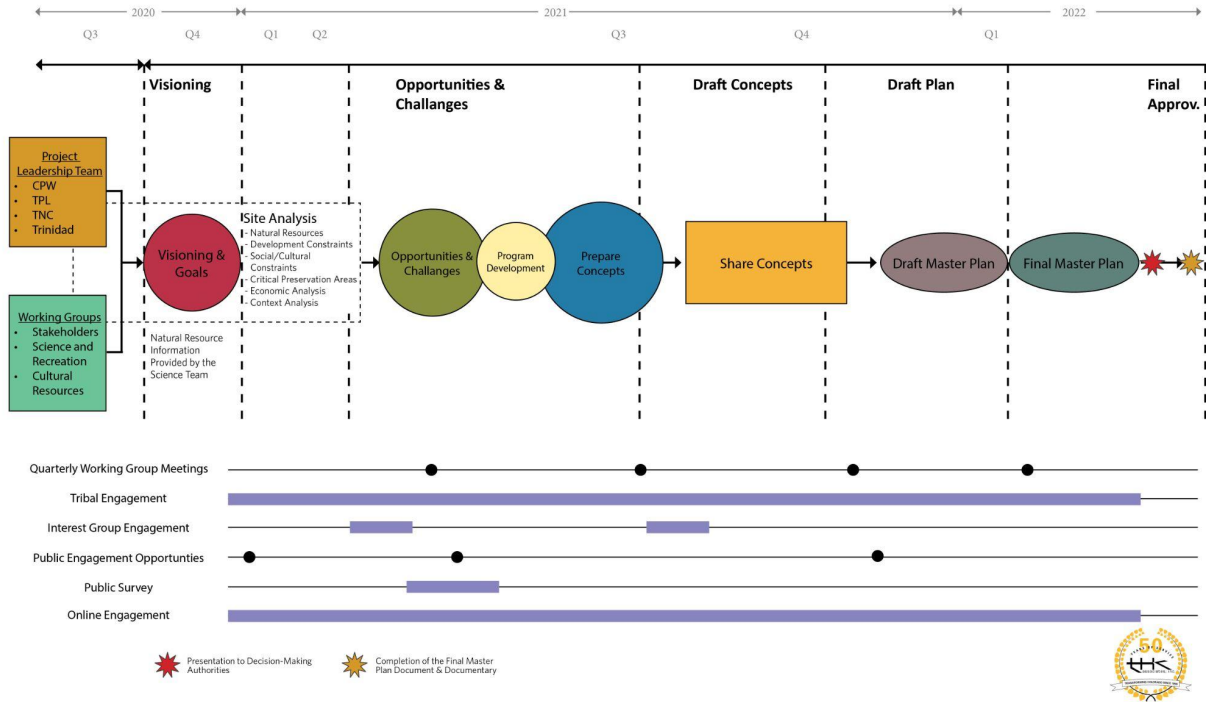 2020
2021
2022
Q3
Q4
Q1
Q2
Q3
Q4
Q1
Visioning
Opportunities &
Challanges
Draft Concepts
Draft Plan
Final
Approv.
Project
Leadership Team
• CPW
• TPL
• TNC
• Trinidad
Working Groups
• Stakeholders
• Science and
Recreation
• Cultural
Resources
Visioning &
Goals
Natural Resource
Information
Provided by the
Science Team
Site Analysis
- Natural Resources
- Development Constraints
- Social/Cultural
Constraints
- Critical Preservation Areas
- Economic Analysis
- Context Analysis
Opportunities
& Challenges
Program
Development
Prepare
Concepts
Share Concepts
Draft Master Plan
Final Master Plan
Quarterly Working Group Meetings
Tribal Engagement
Interest Group Engagement
Public Engagement Opportunties
Public Survey
Online Engagement
Presentation to Decision-Making
Authorities
Completion of the Final Master
Plan Document & Documentary
50
thk